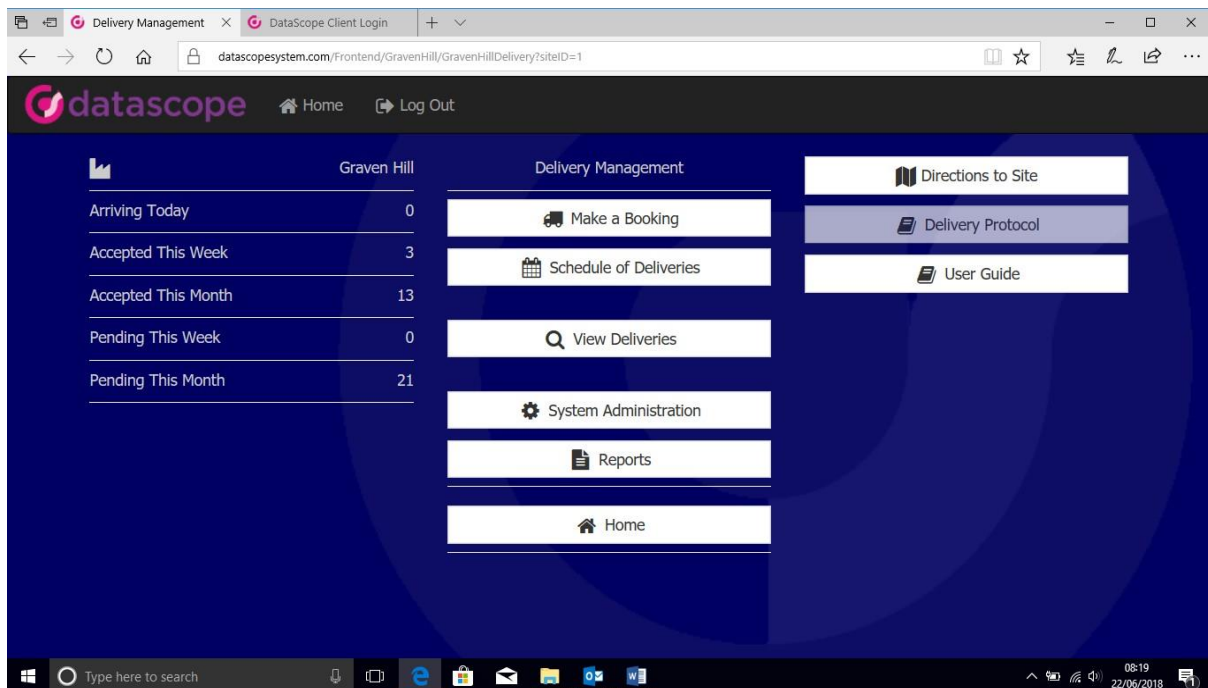 Delivery Management
DataScope Client Login
datascopesystem.com/Frontend/GravenHill/GravenHillDelivery?siteID=1
datascope
Home
Log Out
Graven Hill
Arriving Today 0
Accepted This Week 3
Accepted This Month 13
Pending This Week 0
Pending This Month 21
Delivery Management
Make a Booking
Schedule of Deliveries
View Deliveries
System Administration
Reports
Home
Directions to Site
Delivery Protocol
User Guide
Type here to search
08:19
22/06/2018